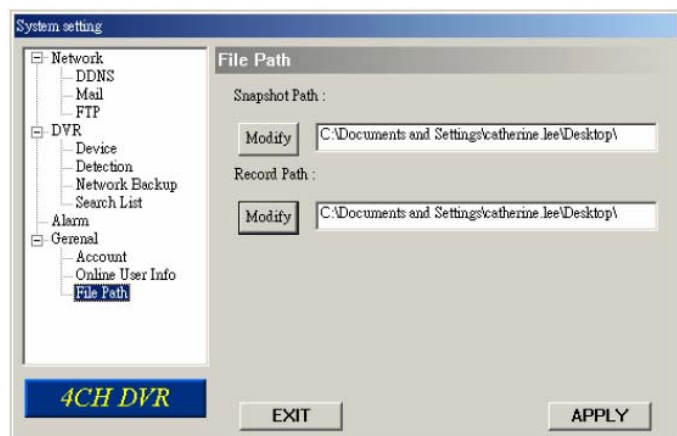 System setting
Network
DDNS
Mail
FTP
DVR
Device
Detection
Network Backup
Search List
Alarm
Gerenal
Account
Online User Info
File Path
4CH DVR
File Path
Snapshot Path :
Modify
C:\Documents and Settings\catherine.lee\Desktop\
Record Path :
Modify
C:\Documents and Settings\catherine.lee\Desktop\
EXIT
APPLY